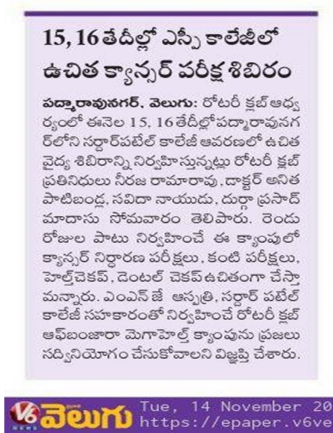 15, 16 తేదీల్లో ఎస్పీ కాలేజీలో
ఉచిత క్యాన్సర్ పరీక్ష శిబిరం
పద్మారావునగర్, వెలుగు: రోటరీ క్లబ్ ఆధ్వ
ర్యంలో ఈనెల 15, 16 తేదీల్లో పద్మారావునగ
ర్​లోని సర్దార్​పటేల్ కాలేజీ ఆవరణలో ఉచిత
వైద్య శిబిరాన్ని నిర్వహిస్తున్నట్లు రోటరీ క్లబ్
ప్రతినిధులు నీరజ రామారావు, డాక్టర్ అనిత
పాటిబండ్ల, సవిదా నాయుడు, దుర్గా ప్రసాద్
మాదాసు సోమవారం తెలిపారు. రెండు
రోజుల పాటు నిర్వహించే ఈ క్యాంపులో
క్యాన్సర్ నిర్ధారణ పరీక్షలు, కంటి పరీక్షలు,
హెల్త్​చెకప్, డెంటల్ చెకప్​ఉచితంగా చేస్తా
మన్నారు. ఎంఎన్ జే ఆస్పత్రి, సర్దార్ పటేల్
కాలేజీ సహకారంతో నిర్వహించే రోటరీ క్లబ్
ఆఫ్​బంజారా మెగాహెల్త్ క్యాంపును ప్రజలు
సద్వినియోగం చేసుకోవాలని విజ్ఞప్తి చేశారు.
V6 వెలుగు Tue, 14 November 20
NEWS https://epaper.v6ve